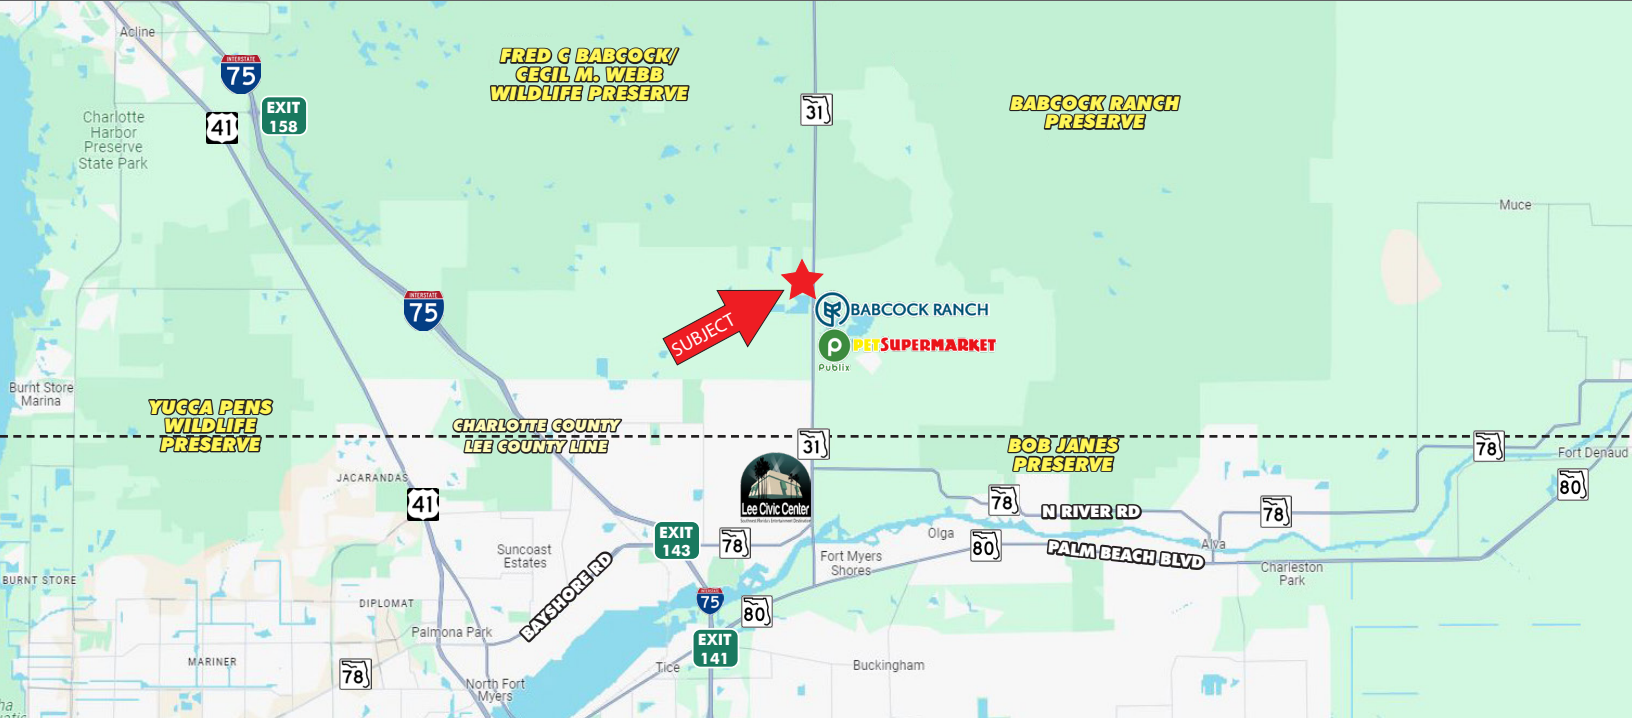 Acline
INTERSTATE
75
EXIT
158
41
FRED C BABCOCK/
CECIL M. WEBB
WILDLIFE PRESERVE
31
BABCOCK RANCH
PRESERVE
Charlotte
Harbor
Preserve
State Park
Muce
INTERSTATE
75
SUBJECT
BABCOCK RANCH
PETSUPERMARKET
P
Publix
Burnt Store
Marina
YUCCA PENS
WILDLIFE
PRESERVE
CHARLOTTE COUNTY
LEE COUNTY LINE
31
BOB JANES
PRESERVE
78
Fort Denaud
JACARANDAS
41
Lee Civic Center
80
78
N RIVER RD
78
EXIT
143
78
Olga
80
PALM BEACH BLVD
Alva
Suncoast
Estates
Fort Myers
Shores
Charleston
Park
BURNT STORE
BAYSHORE RD
DIPLOMAT
75
80
Palmona Park
EXIT
141
MARINER
78
Tice
Buckingham
North Fort
Myers